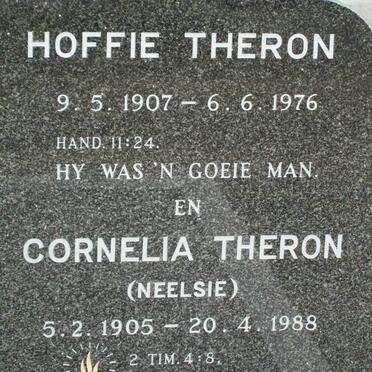 HOFFIE THERON
9. 5. 1907 – 6. 6. 1976
HAND. 11:24.
HY WAS 'N GOEIE MAN.
EN
CORNELIA THERON
(NEELSIE)
5. 2. 1905 – 20. 4. 1988
2 TIM. 4:8.